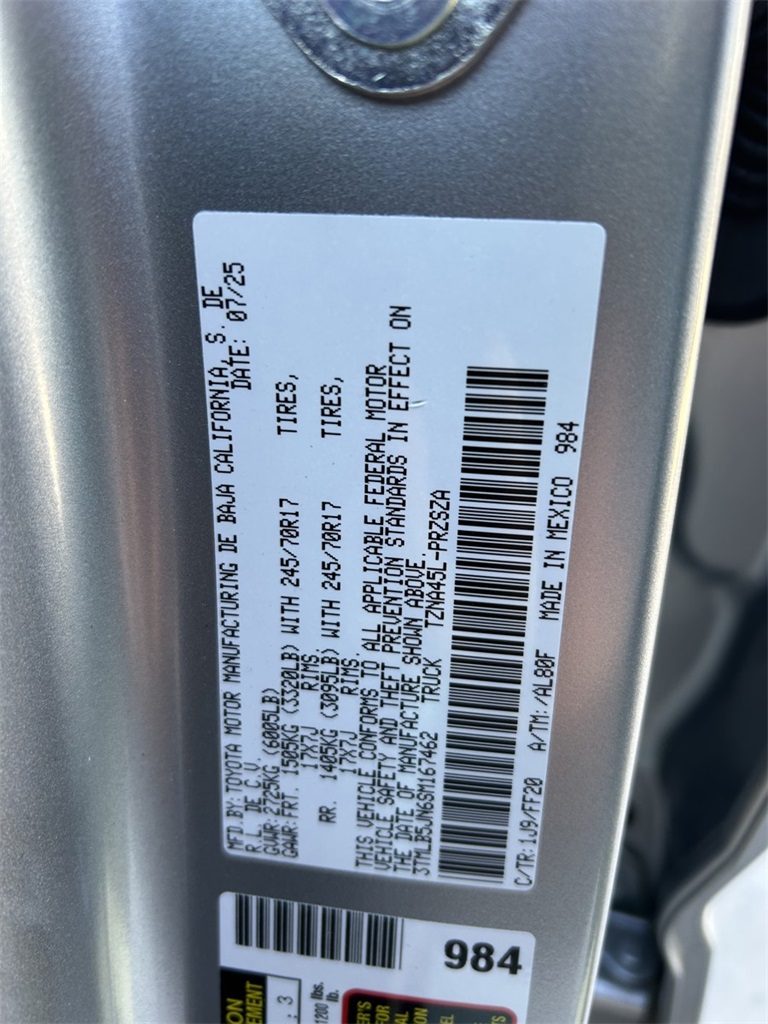 MFD.BY:TOYOTA MOTOR MANUFACTURING DE BAJA CALIFORNIA, S. DE
R.L. DE C.V. DATE: 07/25
GVWR:2725KG (6005LB)
GAWR:FRT. 1505KG (3320LB) WITH 245/70R17 TIRES,
17X7J RIMS,
RR. 1405KG (3095LB) WITH 245/70R17 TIRES,
17X7J RIMS
THIS VEHICLE CONFORMS TO ALL APPLICABLE FEDERAL MOTOR
VEHICLE SAFETY AND THEFT PREVENTION STANDARDS IN EFFECT ON
THE DATE OF MANUFACTURE SHOWN ABOVE.
3TMLB5JN6SM167462 TRUCK TZNA45L-PRZSZA
C/TR:1J9/FF20 A/TM:/AL80F MADE IN MEXICO 984
984